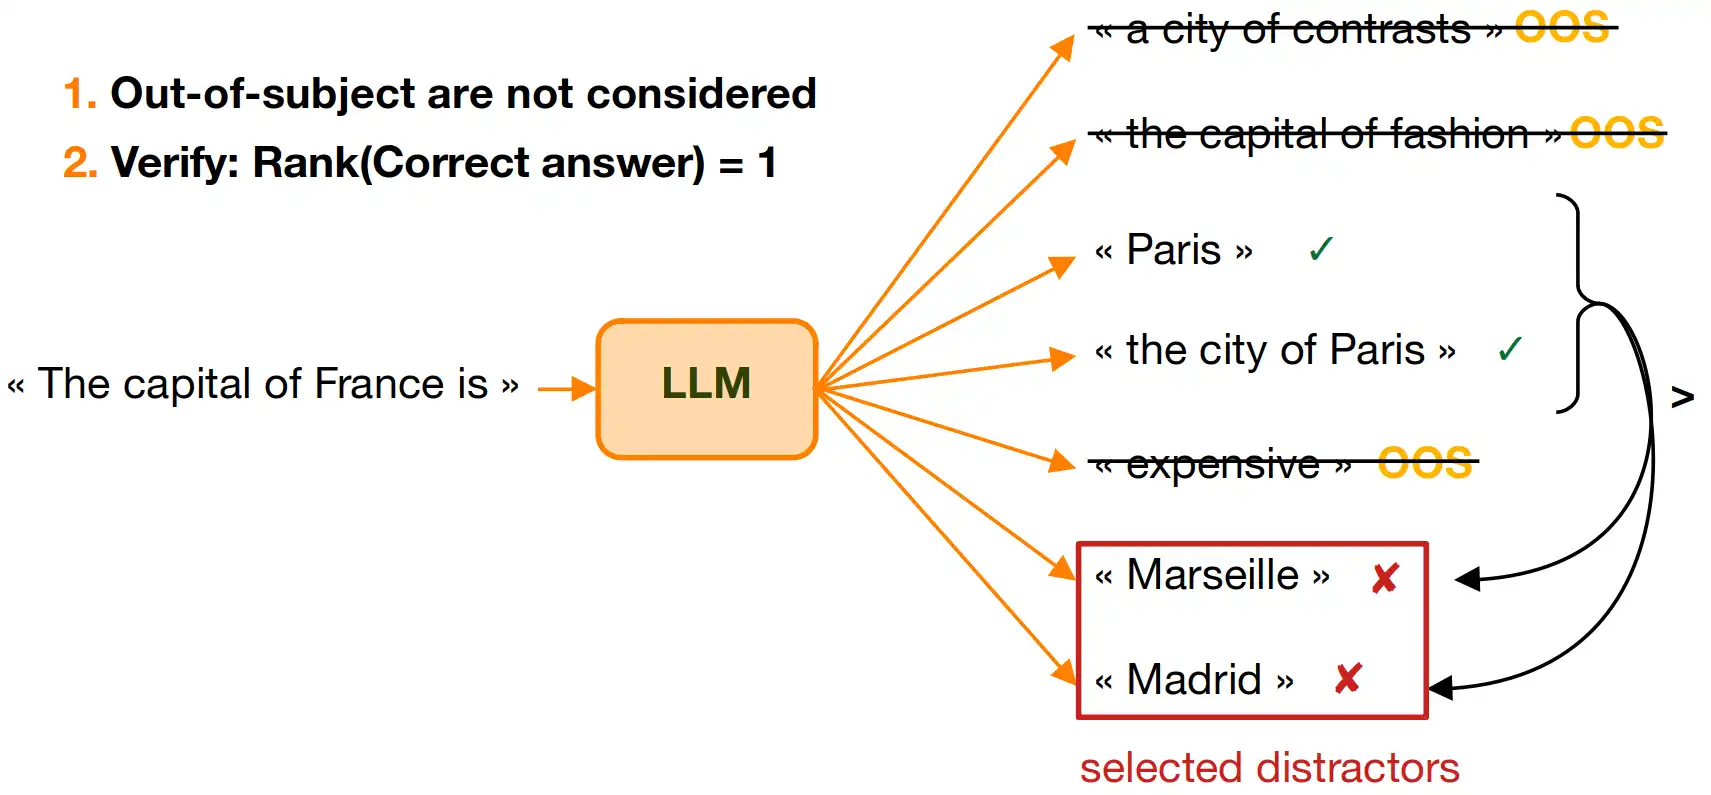 1. Out-of-subject are not considered
2. Verify: Rank(Correct answer) = 1
« The capital of France is »
LLM
« a city of contrasts » OOS
« the capital of fashion » OOS
« Paris » ✓
« the city of Paris » ✓
>
« expensive » OOS
« Marseille » ✘
« Madrid » ✘
selected distractors